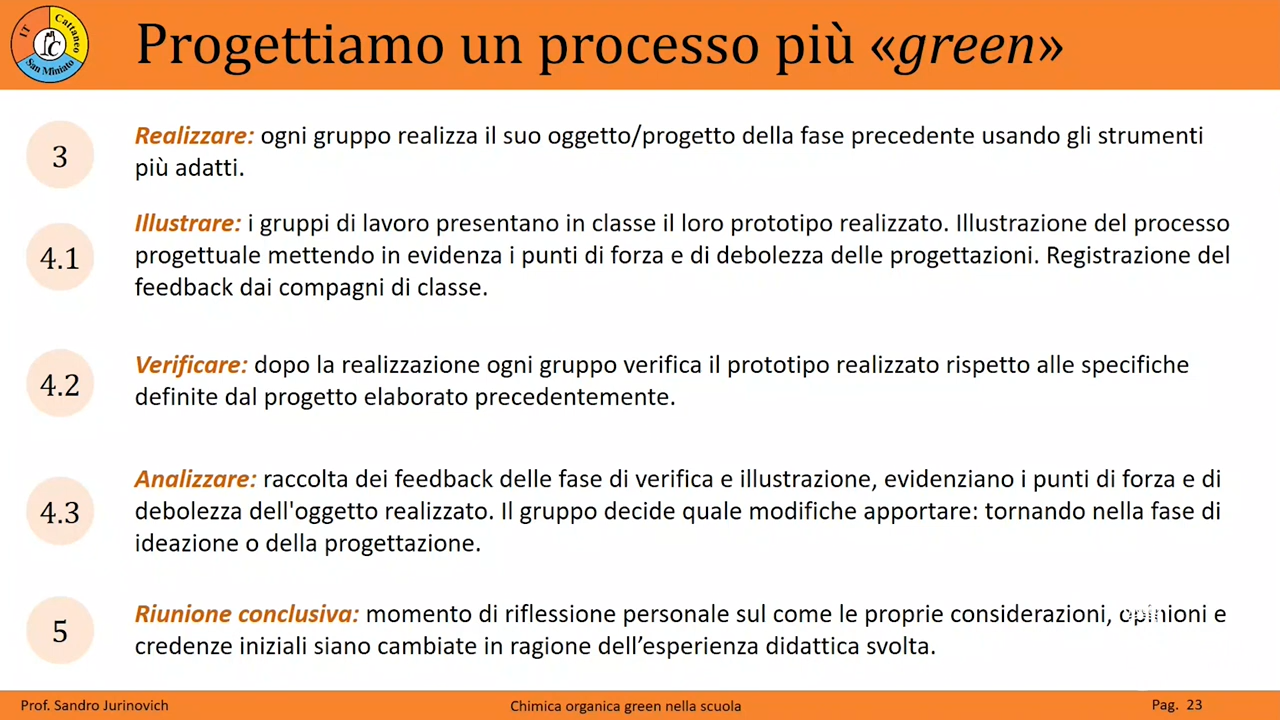 IT Cattaneo
San Miniato
Progettiamo un processo più «green»
3
Realizzare: ogni gruppo realizza il suo oggetto/progetto della fase precedente usando gli strumenti
più adatti.
4.1
Illustrare: i gruppi di lavoro presentano in classe il loro prototipo realizzato. Illustrazione del processo
progettuale mettendo in evidenza i punti di forza e di debolezza delle progettazioni. Registrazione del
feedback dai compagni di classe.
4.2
Verificare: dopo la realizzazione ogni gruppo verifica il prototipo realizzato rispetto alle specifiche
definite dal progetto elaborato precedentemente.
4.3
Analizzare: raccolta dei feedback delle fase di verifica e illustrazione, evidenziano i punti di forza e di
debolezza dell'oggetto realizzato. Il gruppo decide quale modifiche apportare: tornando nella fase di
ideazione o della progettazione.
5
Riunione conclusiva: momento di riflessione personale sul come le proprie considerazioni, opinioni e
credenze iniziali siano cambiate in ragione dell’esperienza didattica svolta.
Prof. Sandro Jurinovich
Chimica organica green nella scuola
Pag. 23